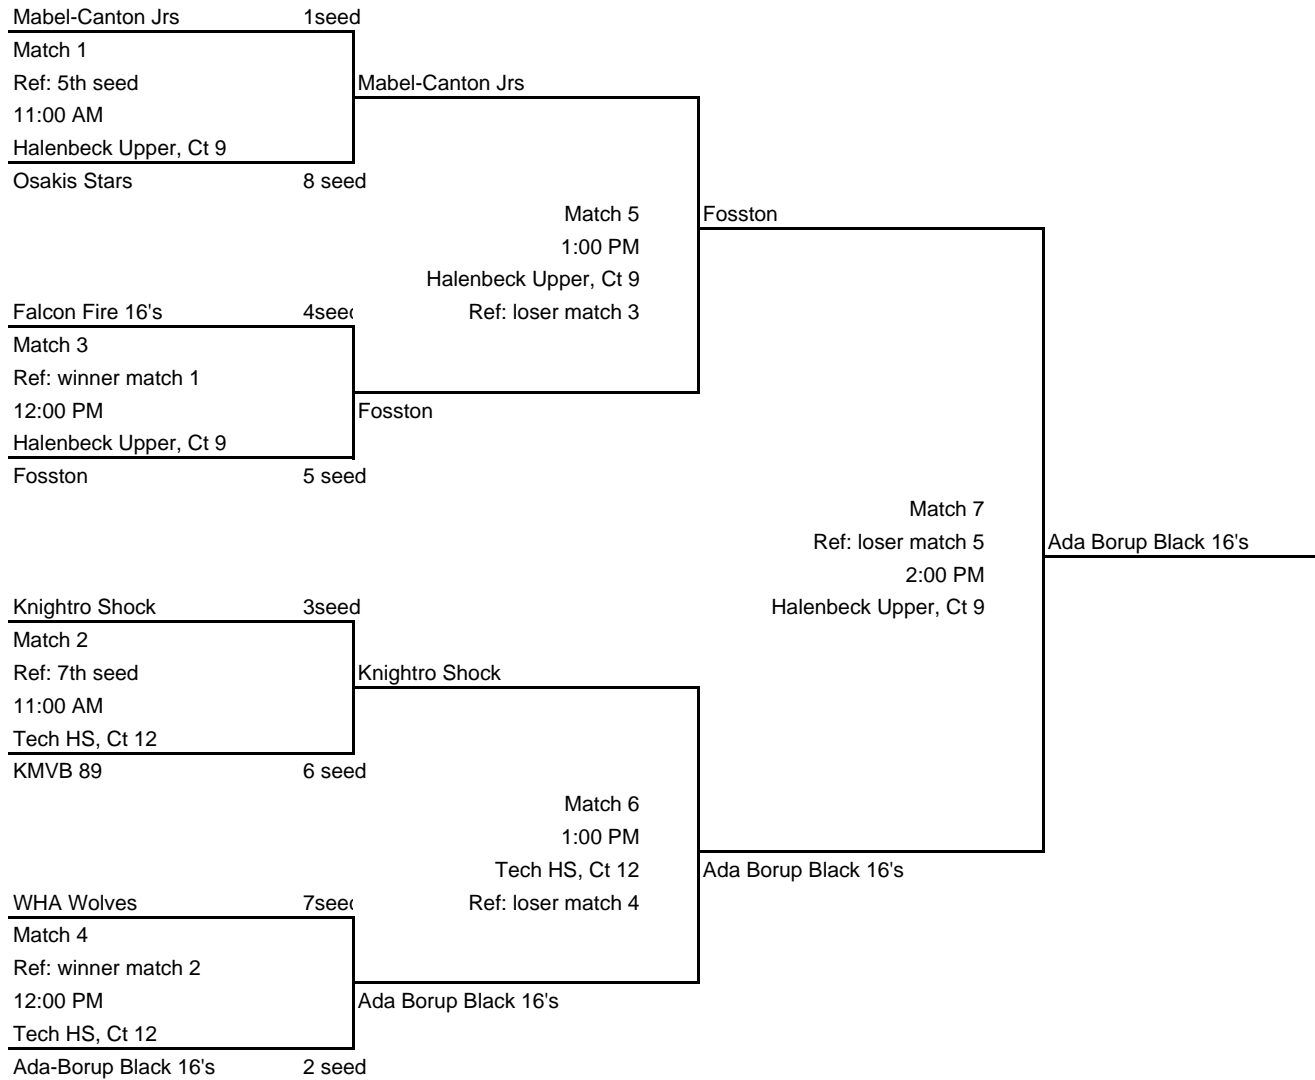 Mabel-Canton Jrs 1seed
Match 1
Ref: 5th seed
Mabel-Canton Jrs
11:00 AM
Halenbeck Upper, Ct 9
Osakis Stars 8 seed
Match 5
Fosston
1:00 PM
Halenbeck Upper, Ct 9
Falcon Fire 16's 4seed
Ref: loser match 3
Match 3
Ref: winner match 1
12:00 PM
Fosston
Halenbeck Upper, Ct 9
Fosston 5 seed
Match 7
Ref: loser match 5
Ada Borup Black 16's
2:00 PM
Knightro Shock 3seed
Halenbeck Upper, Ct 9
Match 2
Ref: 7th seed
Knightro Shock
11:00 AM
Tech HS, Ct 12
KMVB 89 6 seed
Match 6
1:00 PM
Tech HS, Ct 12
Ada Borup Black 16's
WHA Wolves 7seed
Ref: loser match 4
Match 4
Ref: winner match 2
12:00 PM
Ada Borup Black 16's
Tech HS, Ct 12
Ada-Borup Black 16's 2 seed